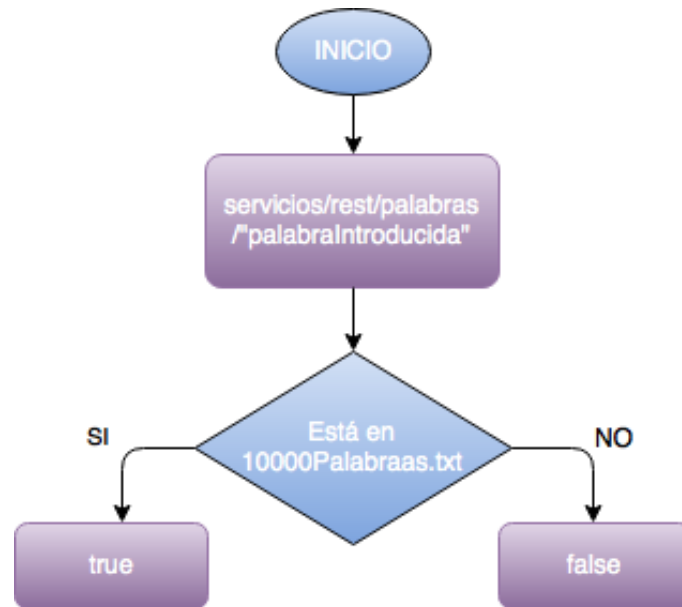 INICIO
servicios/rest/palabras
/"palabraIntroducida"
Está en
10000Palabraas.txt
SI
NO
true
false